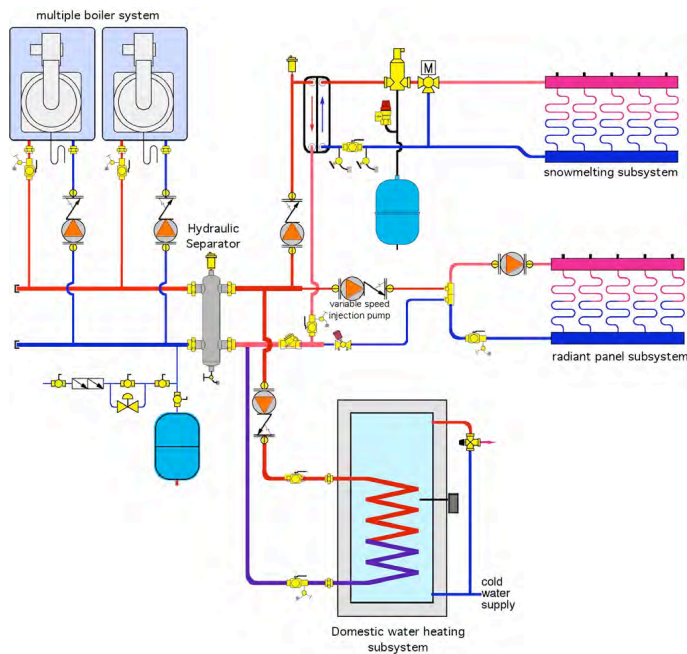 multiple boiler system
M
snowmelting subsystem
Hydraulic
Separator
variable speed
injection pump
radiant panel subsystem
cold
water
supply
Domestic water heating
subsystem